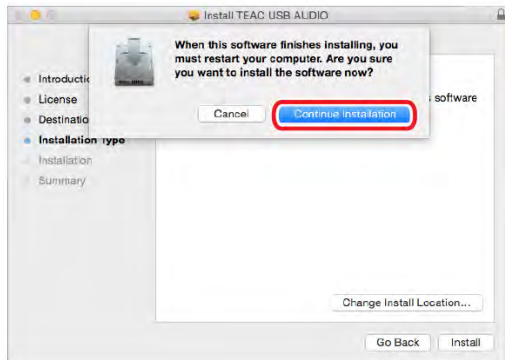 Install TEAC USB AUDIO
When this software finishes installing, you
must restart your computer. Are you sure
you want to install the software now?
Cancel
Continue Installation
Introductic
License
Destinatio
Installation Type
Installation
Summary
software
Change Install Location...
Go Back
Install